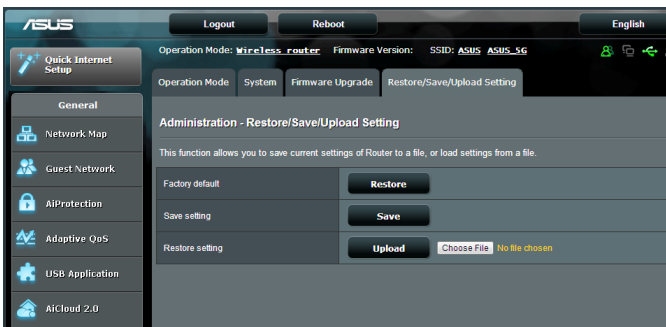 ASUS
Logout
Reboot
English
Quick Internet
Setup
Operation Mode: Wireless router Firmware Version: SSID: ASUS ASUS_5G
Operation Mode
System
Firmware Upgrade
Restore/Save/Upload Setting
General
Network Map
Guest Network
AiProtection
Adaptive QoS
USB Application
AiCloud 2.0
Administration - Restore/Save/Upload Setting
This function allows you to save current settings of Router to a file, or load settings from a file.
Factory default
Restore
Save setting
Save
Restore setting
Upload
Choose File
No file chosen